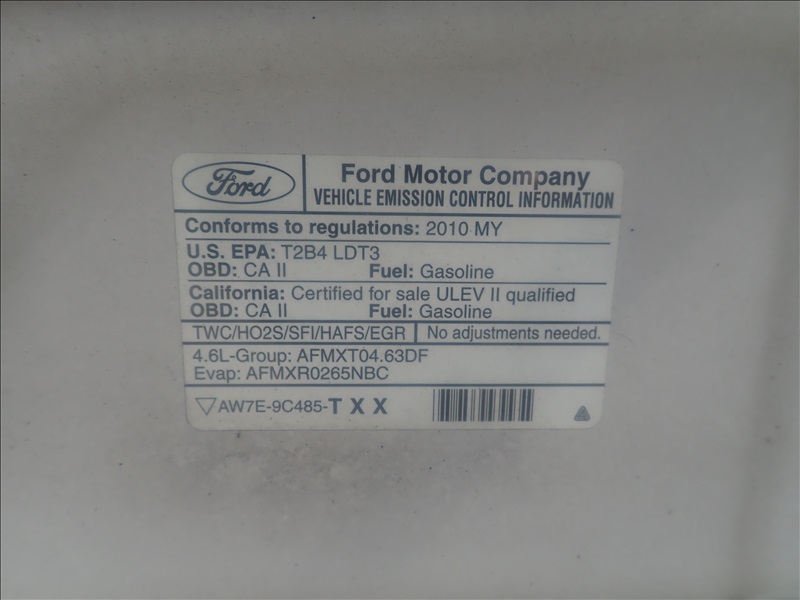 Ford
Ford Motor Company
VEHICLE EMISSION CONTROL INFORMATION
Conforms to regulations: 2010 MY
U.S. EPA: T2B4 LDT3
OBD: CA II Fuel: Gasoline
California: Certified for sale ULEV II qualified
OBD: CA II Fuel: Gasoline
TWC/HO2S/SFI/HAFS/EGR No adjustments needed.
4.6L-Group: AFMXT04.63DF
Evap: AFMXR0265NBC
AW7E-9C485-TXX